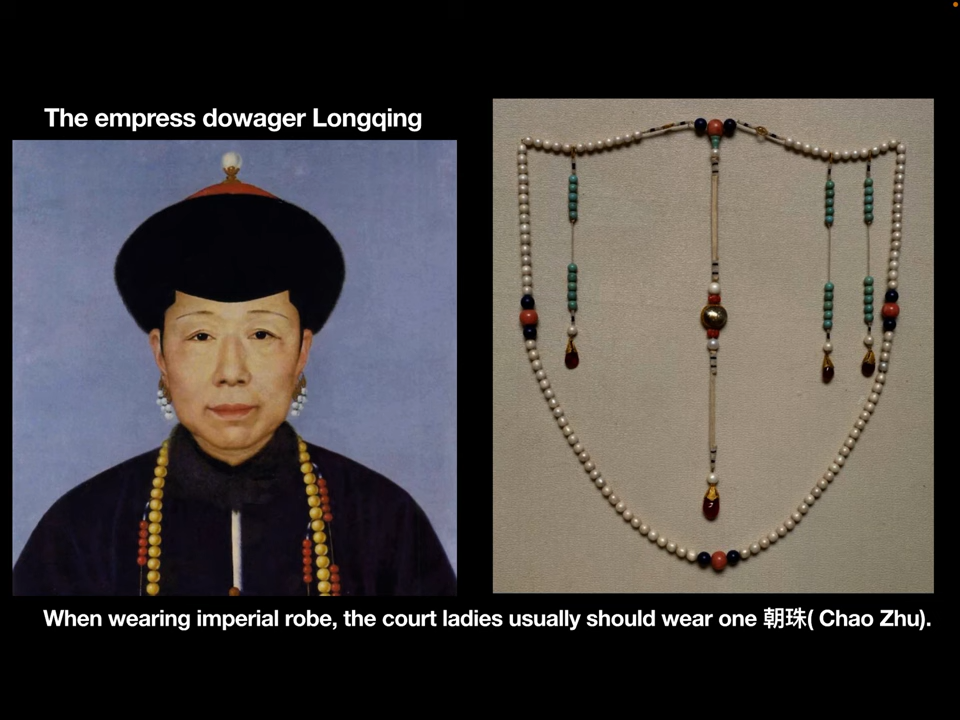 The empress dowager Longqing
When wearing imperial robe, the court ladies usually should wear one 朝珠( Chao Zhu).